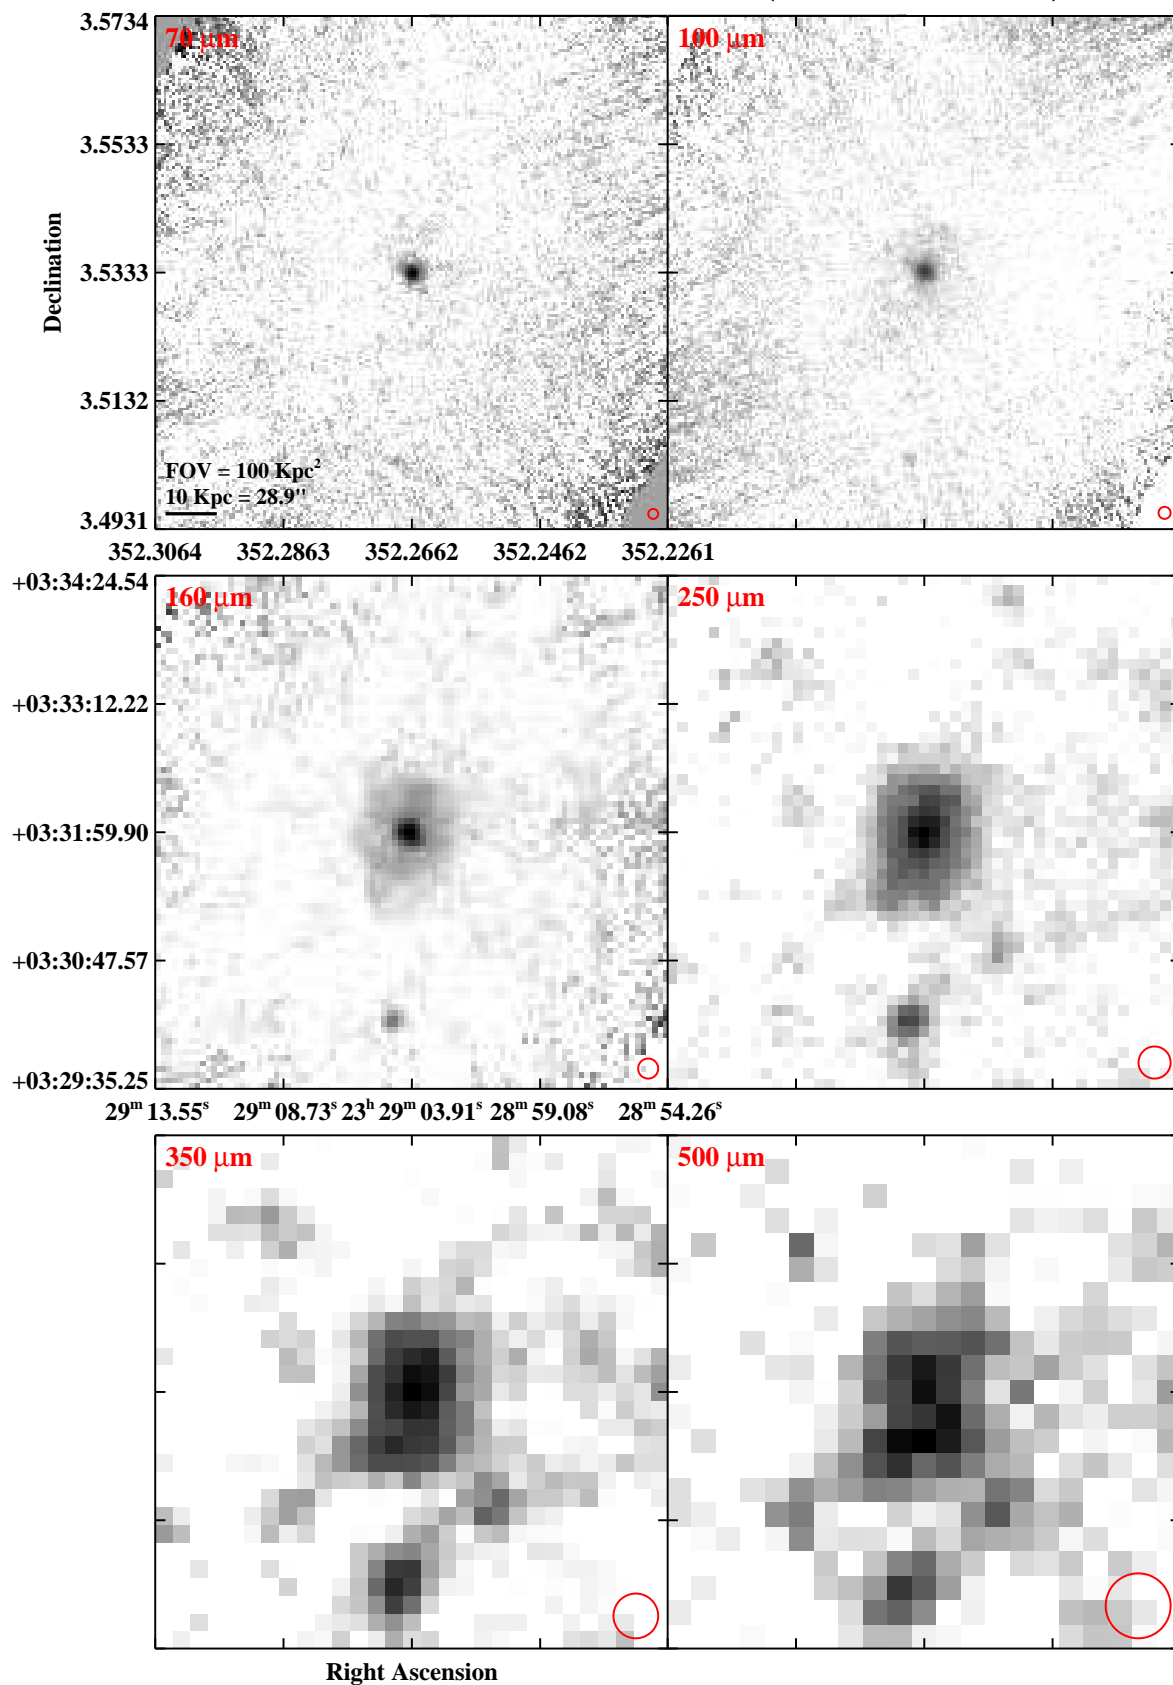 3.5734
70 μm
100 μm
3.5533
3.5333
3.5132
3.4931
Declination
FOV = 100 Kpc²
10 Kpc = 28.9"
352.3064 352.2863 352.2662 352.2462 352.2261
+03:34:24.54
160 μm
250 μm
+03:33:12.22
+03:31:59.90
+03:30:47.57
+03:29:35.25
29ᵐ 13.55ˢ 29ᵐ 08.73ˢ 23ʰ 29ᵐ 03.91ˢ 28ᵐ 59.08ˢ 28ᵐ 54.26ˢ
350 μm
500 μm
Right Ascension